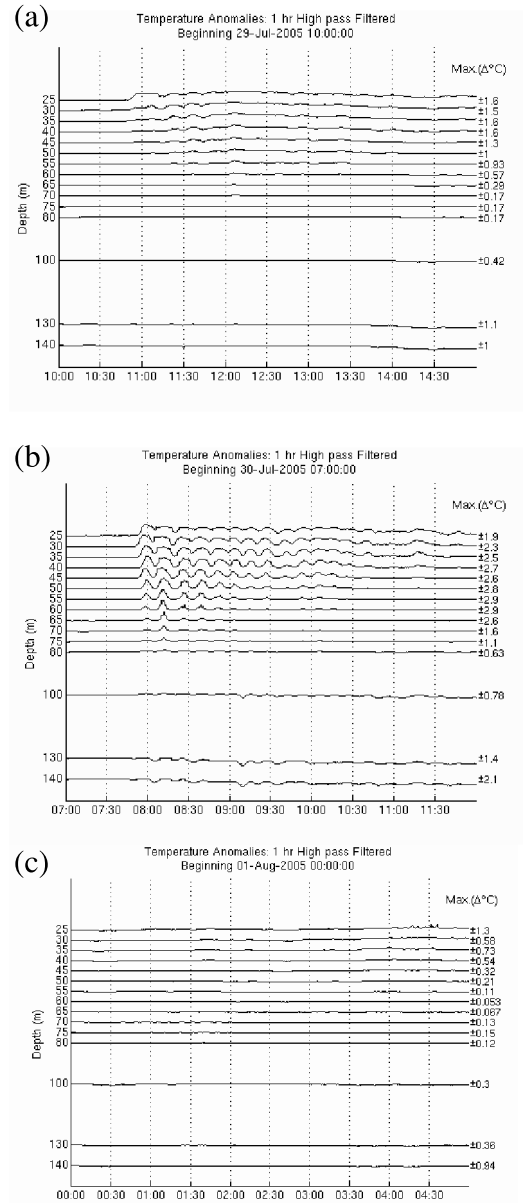 (a)
Temperature Anomalies: 1 hr High pass Filtered
Beginning 29-Jul-2005 10:00:00
Max.(Δ°C)
25 ±1.6
30 ±1.5
35 ±1.6
40 ±1.6
45 ±1.3
50 ±1
55 ±0.93
60 ±0.57
65 ±0.29
70 ±0.17
75 ±0.17
80 ±0.17
Depth (m)
100 ±0.42
130 ±1.1
140 ±1
10:00 10:30 11:00 11:30 12:00 12:30 13:00 13:30 14:00 14:30
(b)
Temperature Anomalies: 1 hr High pass Filtered
Beginning 30-Jul-2005 07:00:00
Max.(Δ°C)
25 ±1.9
30 ±2.3
35 ±2.5
40 ±2.7
45 ±2.6
50 ±2.8
55 ±2.9
60 ±2.9
65 ±2.6
70 ±1.6
75 ±1.1
80 ±0.63
Depth (m)
100 ±0.78
130 ±1.4
140 ±2.1
07:00 07:30 08:00 08:30 09:00 09:30 10:00 10:30 11:00 11:30
(c)
Temperature Anomalies: 1 hr High pass Filtered
Beginning 01-Aug-2005 00:00:00
Max.(Δ°C)
25 ±1.3
30 ±0.58
35 ±0.73
40 ±0.54
45 ±0.32
50 ±0.21
55 ±0.11
60 ±0.053
65 ±0.067
70 ±0.13
75 ±0.15
80 ±0.12
Depth (m)
100 ±0.3
130 ±0.36
140 ±0.94
00:00 00:30 01:00 01:30 02:00 02:30 03:00 03:30 04:00 04:30